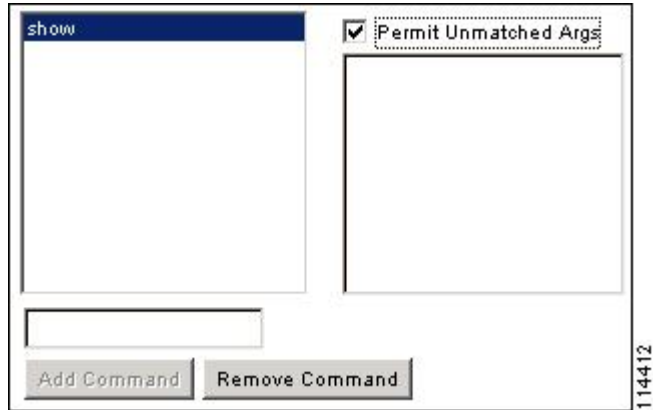 show
Permit Unmatched Args
Add Command
Remove Command
114412